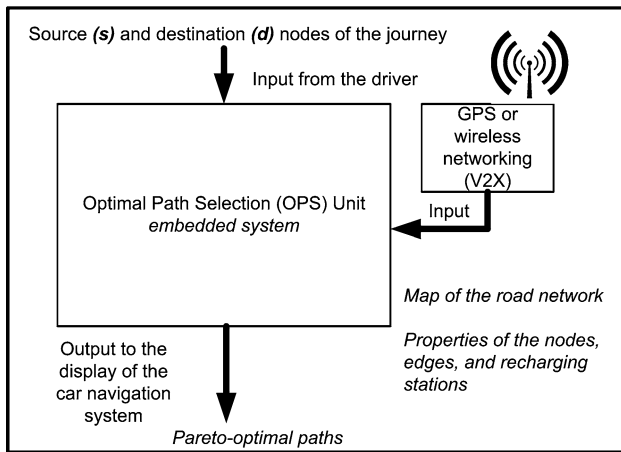 Source (s) and destination (d) nodes of the journey
Input from the driver
GPS or
wireless
networking
(V2X)
Optimal Path Selection (OPS) Unit
embedded system
Input
Map of the road network
Properties of the nodes,
edges, and recharging
stations
Output to the
display of the
car navigation
system
Pareto-optimal paths